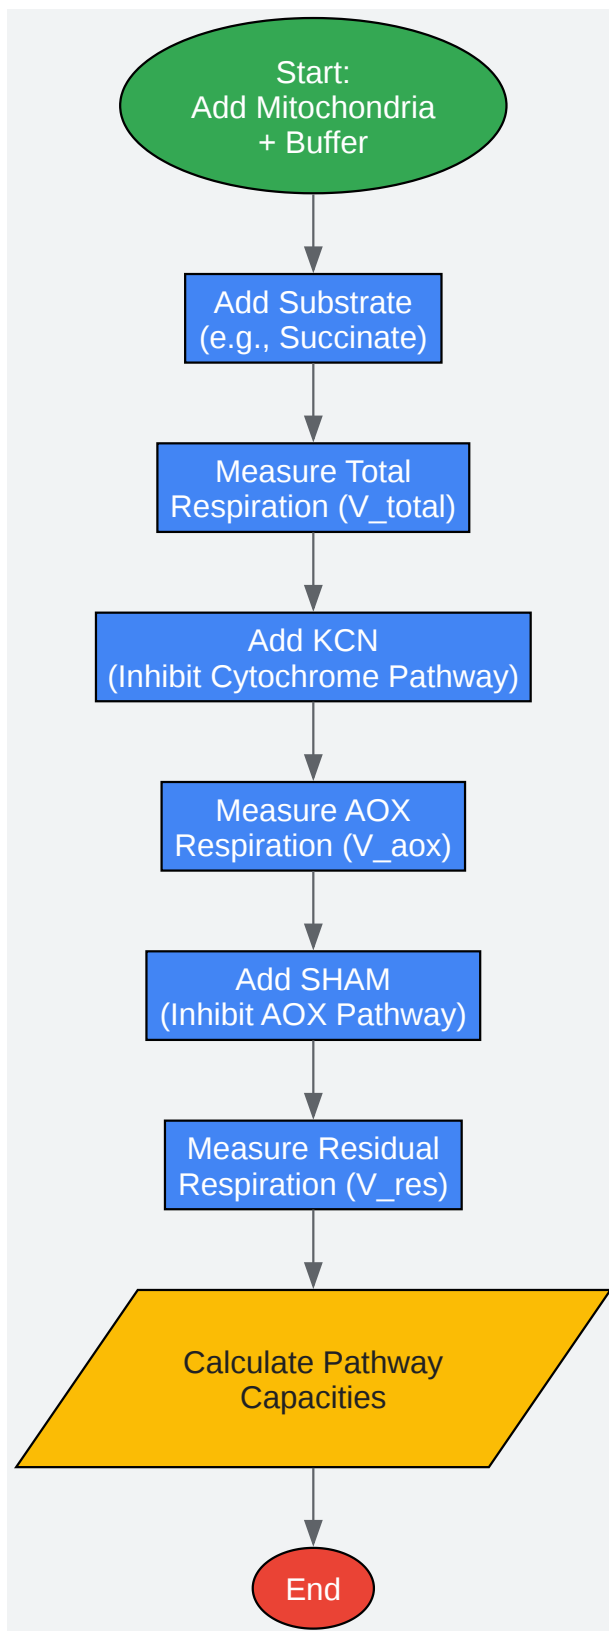 Start:
Add Mitochondria
+ Buffer
Add Substrate
(e.g., Succinate)
Measure Total
Respiration (V_total)
Add KCN
(Inhibit Cytochrome Pathway)
Measure AOX
Respiration (V_aox)
Add SHAM
(Inhibit AOX Pathway)
Measure Residual
Respiration (V_res)
Calculate Pathway
Capacities
End